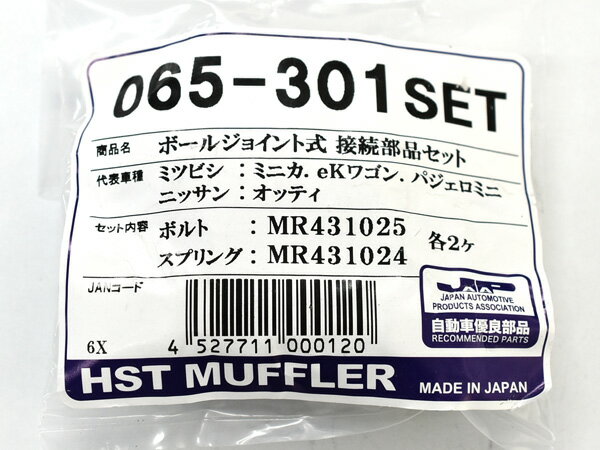 065-301SET
商品名 ボールジョイント式 接続部品セット
代表車種 ミツビシ：ミニカ．eKワゴン．パジェロミニ
ニッサン：オッティ
セット内容 ボルト ：MR431025 各2ヶ
スプリング：MR431024
JANコード
JAPAN AUTOMOTIVE
PRODUCTS ASSOCIATION
自動車優良部品
RECOMMENDED PARTS
6X
4 527711 000120
HST MUFFLER MADE IN JAPAN